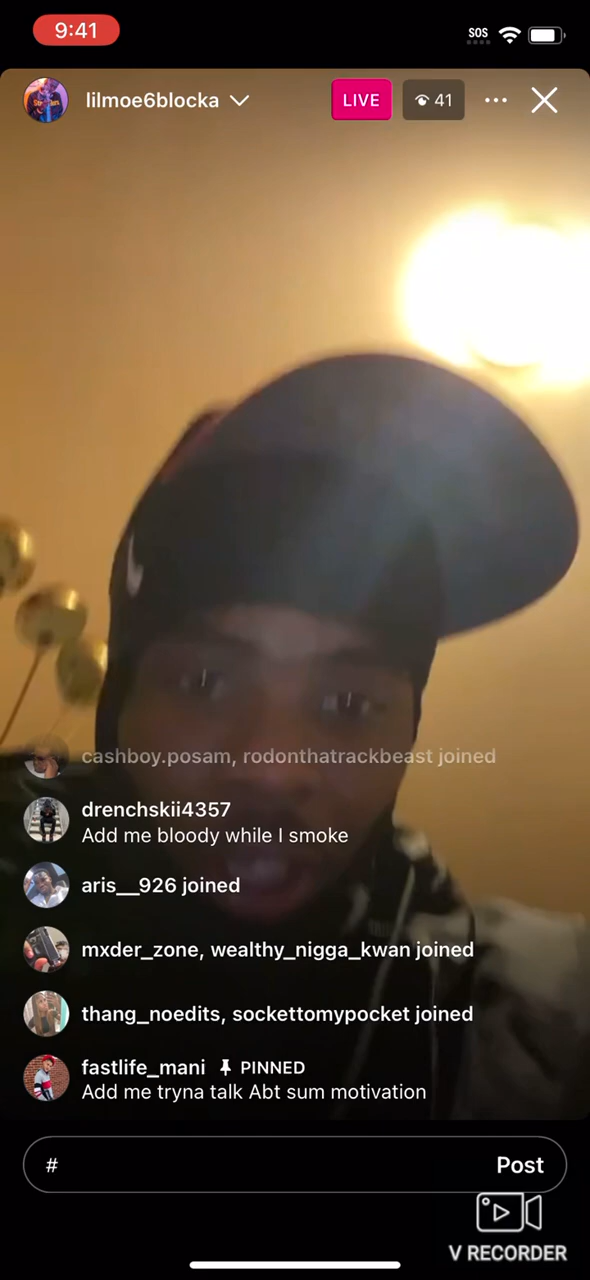 9:41
SOS
lilmoe6blocka
LIVE
41
cashboy.posam, rodonthatrackbeast joined
drenchskii4357
Add me bloody while I smoke
aris__926 joined
mxder_zone, wealthy_nigga_kwan joined
thang_noedits, sockettomypocket joined
fastlife_mani PINNED
Add me tryna talk Abt sum motivation
# Post
V RECORDER